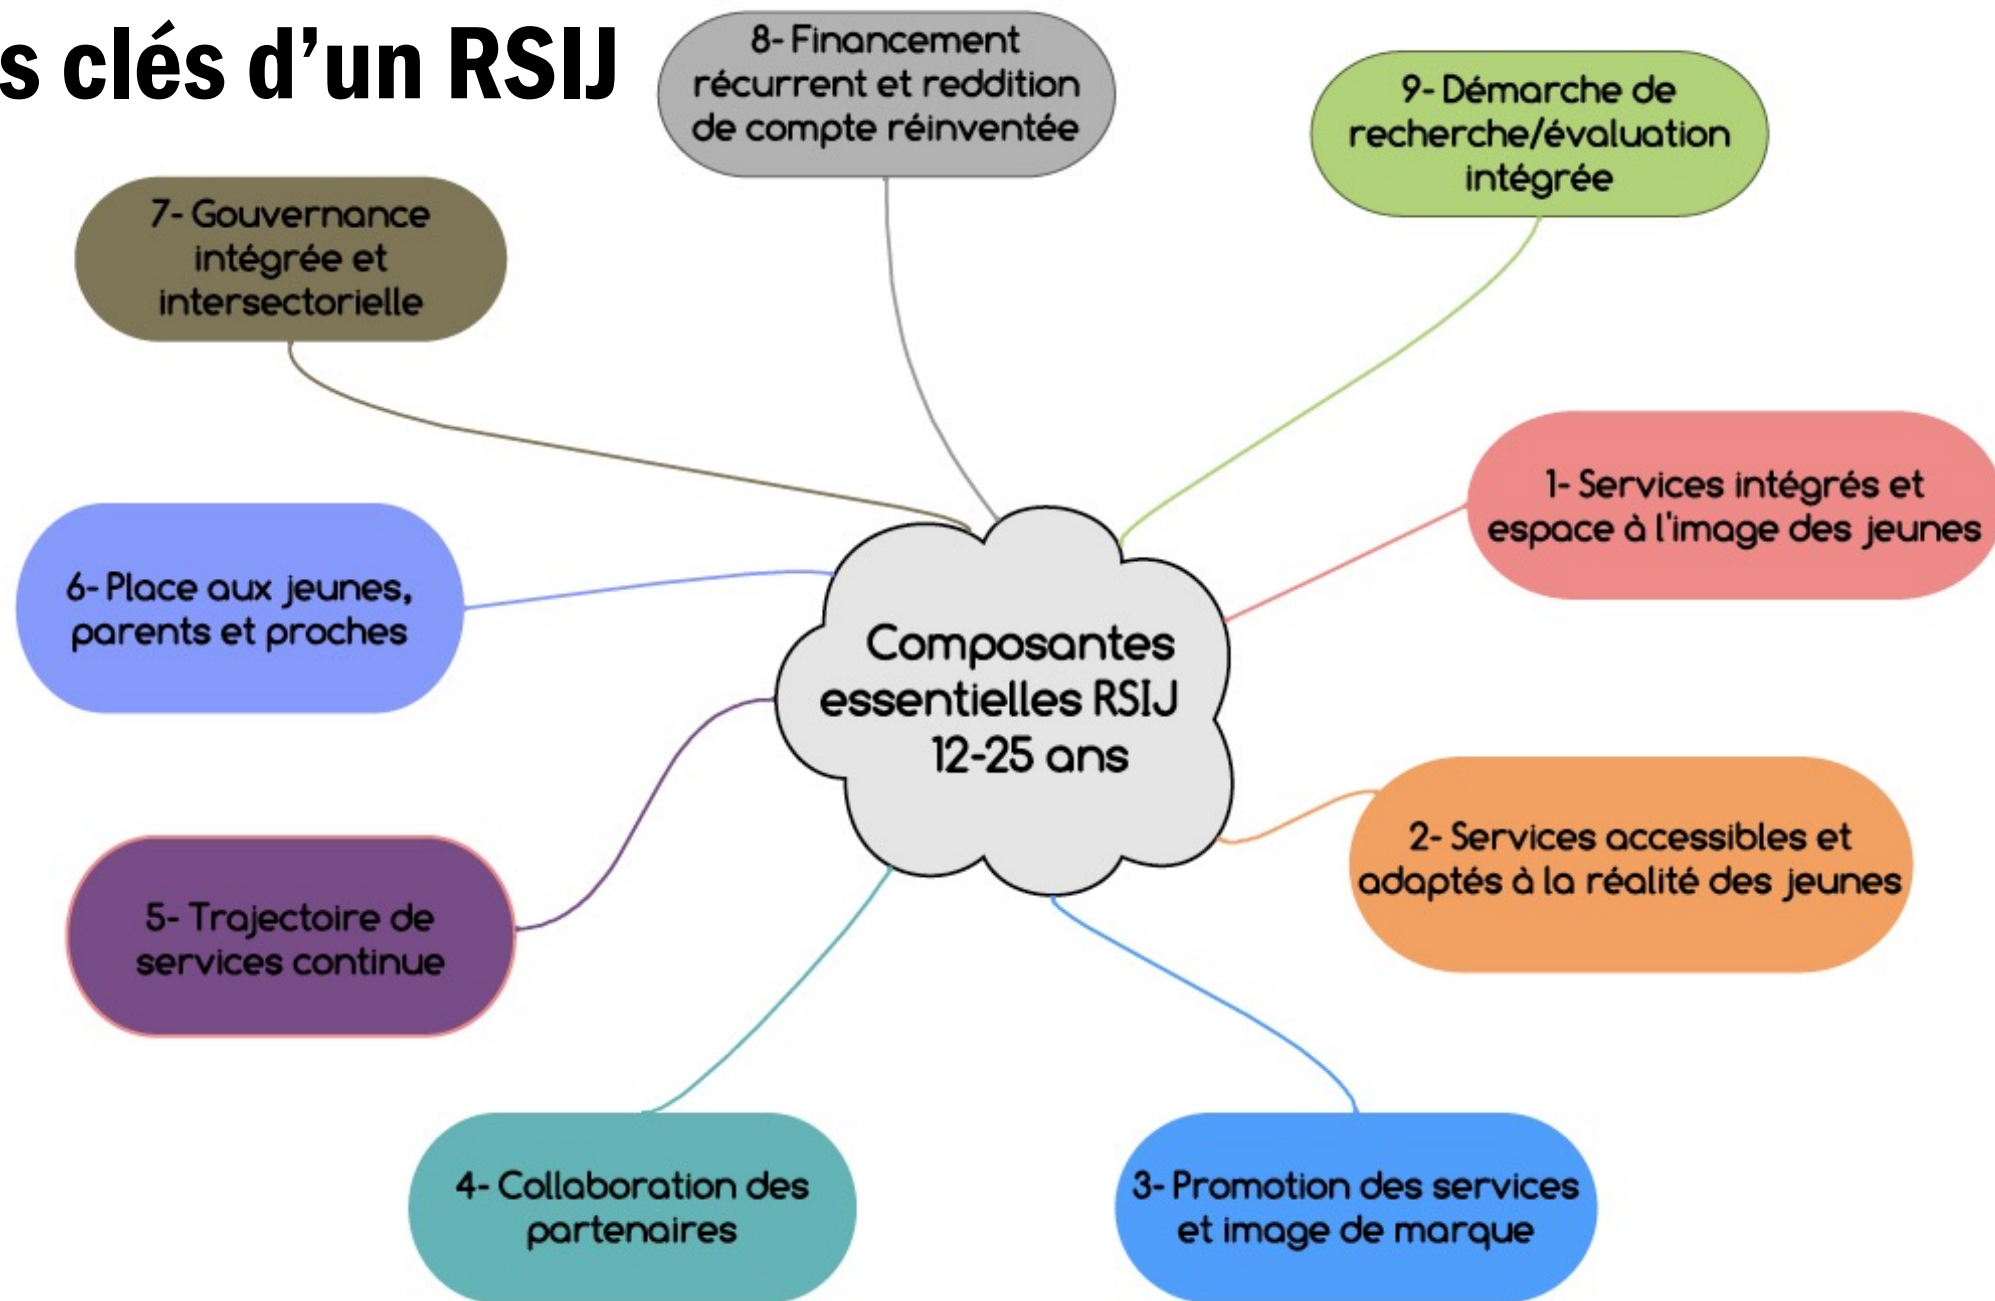 s clés d’un RSIJ
8- Financement
récurrent et reddition
de compte réinventée
9- Démarche de
recherche/évaluation
intégrée
7- Gouvernance
intégrée et
intersectorielle
1- Services intégrés et
espace à l'image des jeunes
6- Place aux jeunes,
parents et proches
Composantes
essentielles RSIJ
12-25 ans
2- Services accessibles et
adaptés à la réalité des jeunes
5- Trajectoire de
services continue
4- Collaboration des
partenaires
3- Promotion des services
et image de marque